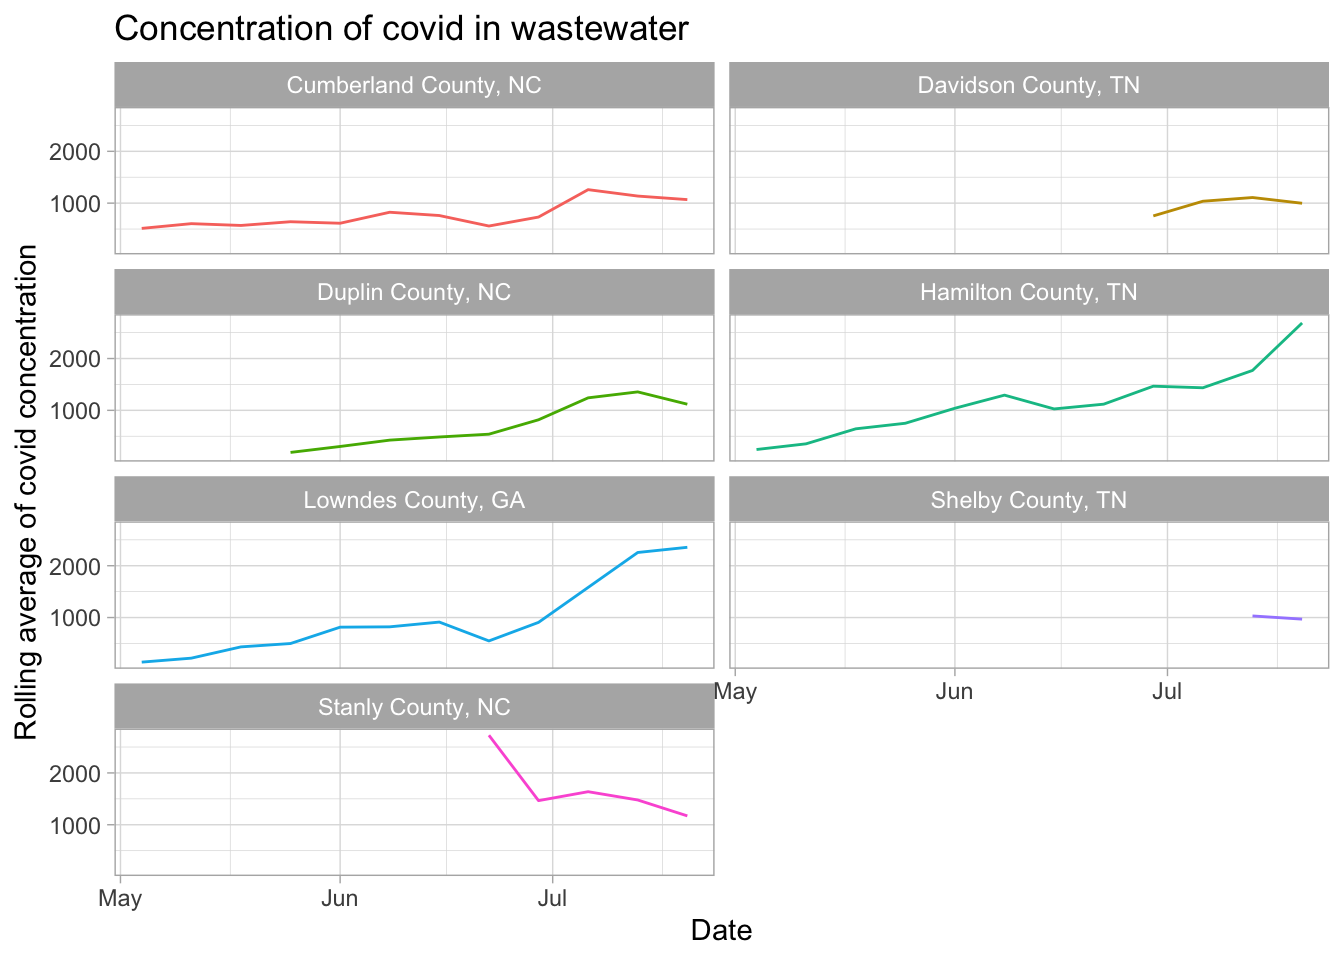 Concentration of covid in wastewater
Cumberland County, NC
Davidson County, TN
2000
1000
Duplin County, NC
Hamilton County, TN
2000
1000
Lowndes County, GA
Shelby County, TN
2000
1000
May Jun Jul
Stanly County, NC
2000
1000
May Jun Jul
Date
Rolling average of covid concentration